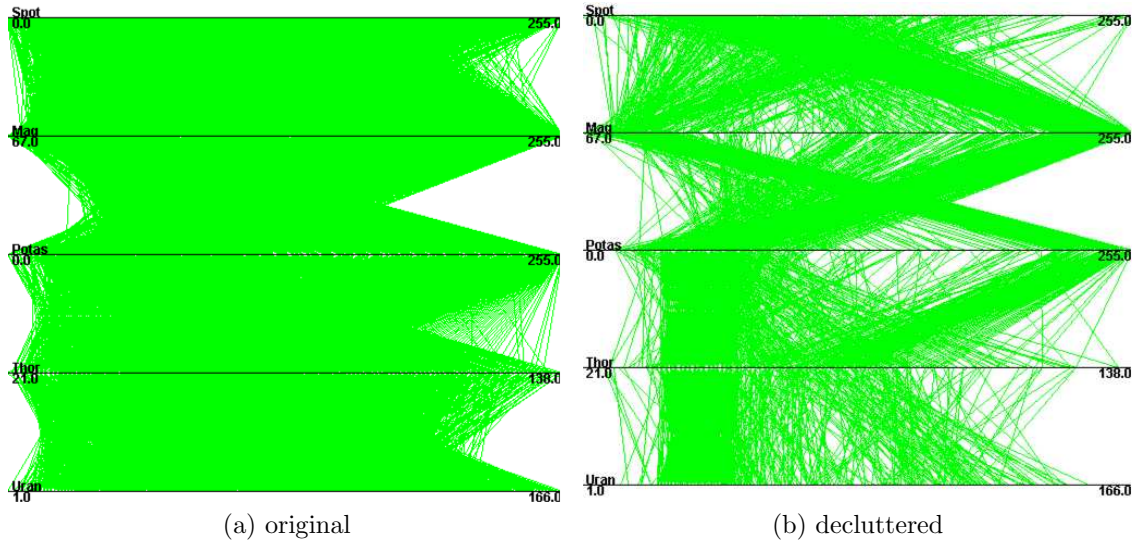 Spot
0.0 255.0
Mag
67.0 255.0
Potas
0.0 255.0
Thor
21.0 138.0
Uran
1.0 166.0
(a) original
Spot
0.0 255.0
Mag
67.0 255.0
Potas
0.0 255.0
Thor
21.0 138.0
Uran
1.0 166.0
(b) decluttered